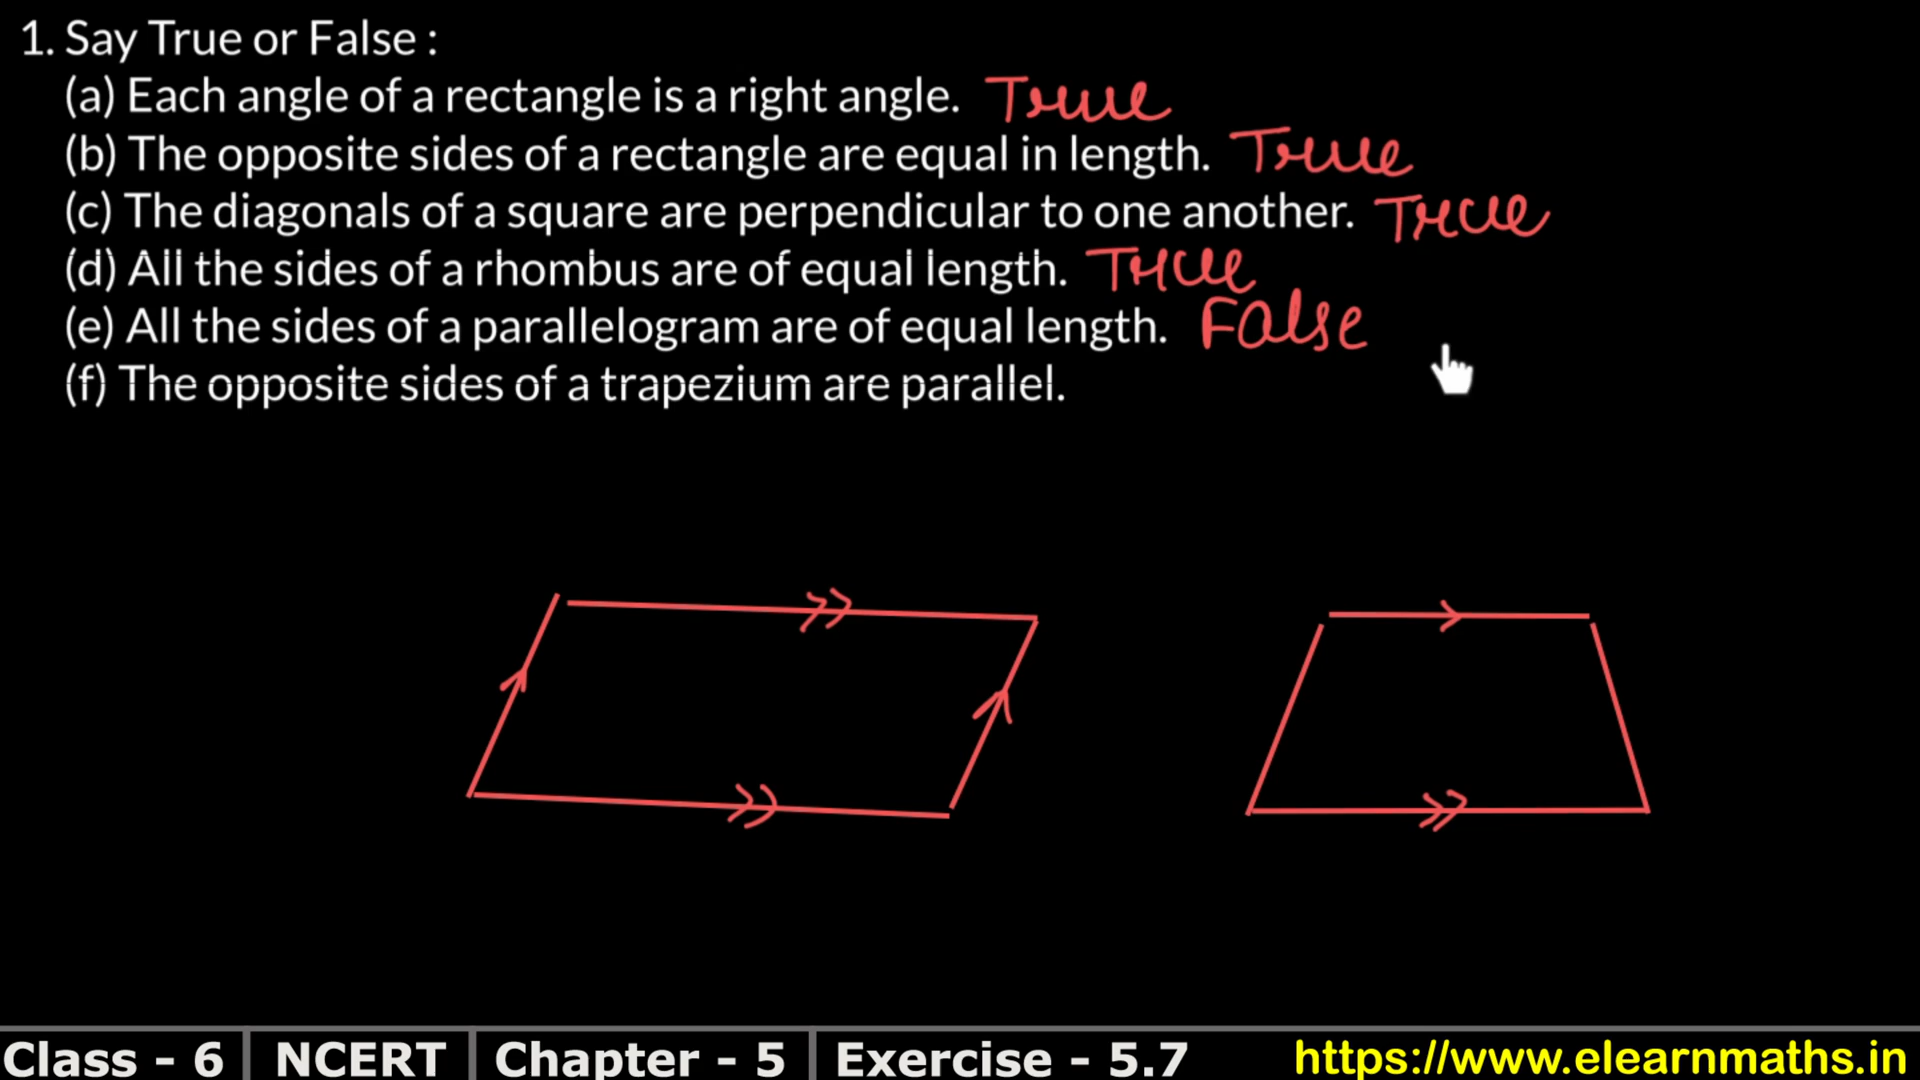 1. Say True or False :
(a) Each angle of a rectangle is a right angle. True
(b) The opposite sides of a rectangle are equal in length. True
(c) The diagonals of a square are perpendicular to one another. True
(d) All the sides of a rhombus are of equal length. True
(e) All the sides of a parallelogram are of equal length. False
(f) The opposite sides of a trapezium are parallel.
Class - 6 NCERT Chapter - 5 Exercise - 5.7 https://www.elearnmaths.in